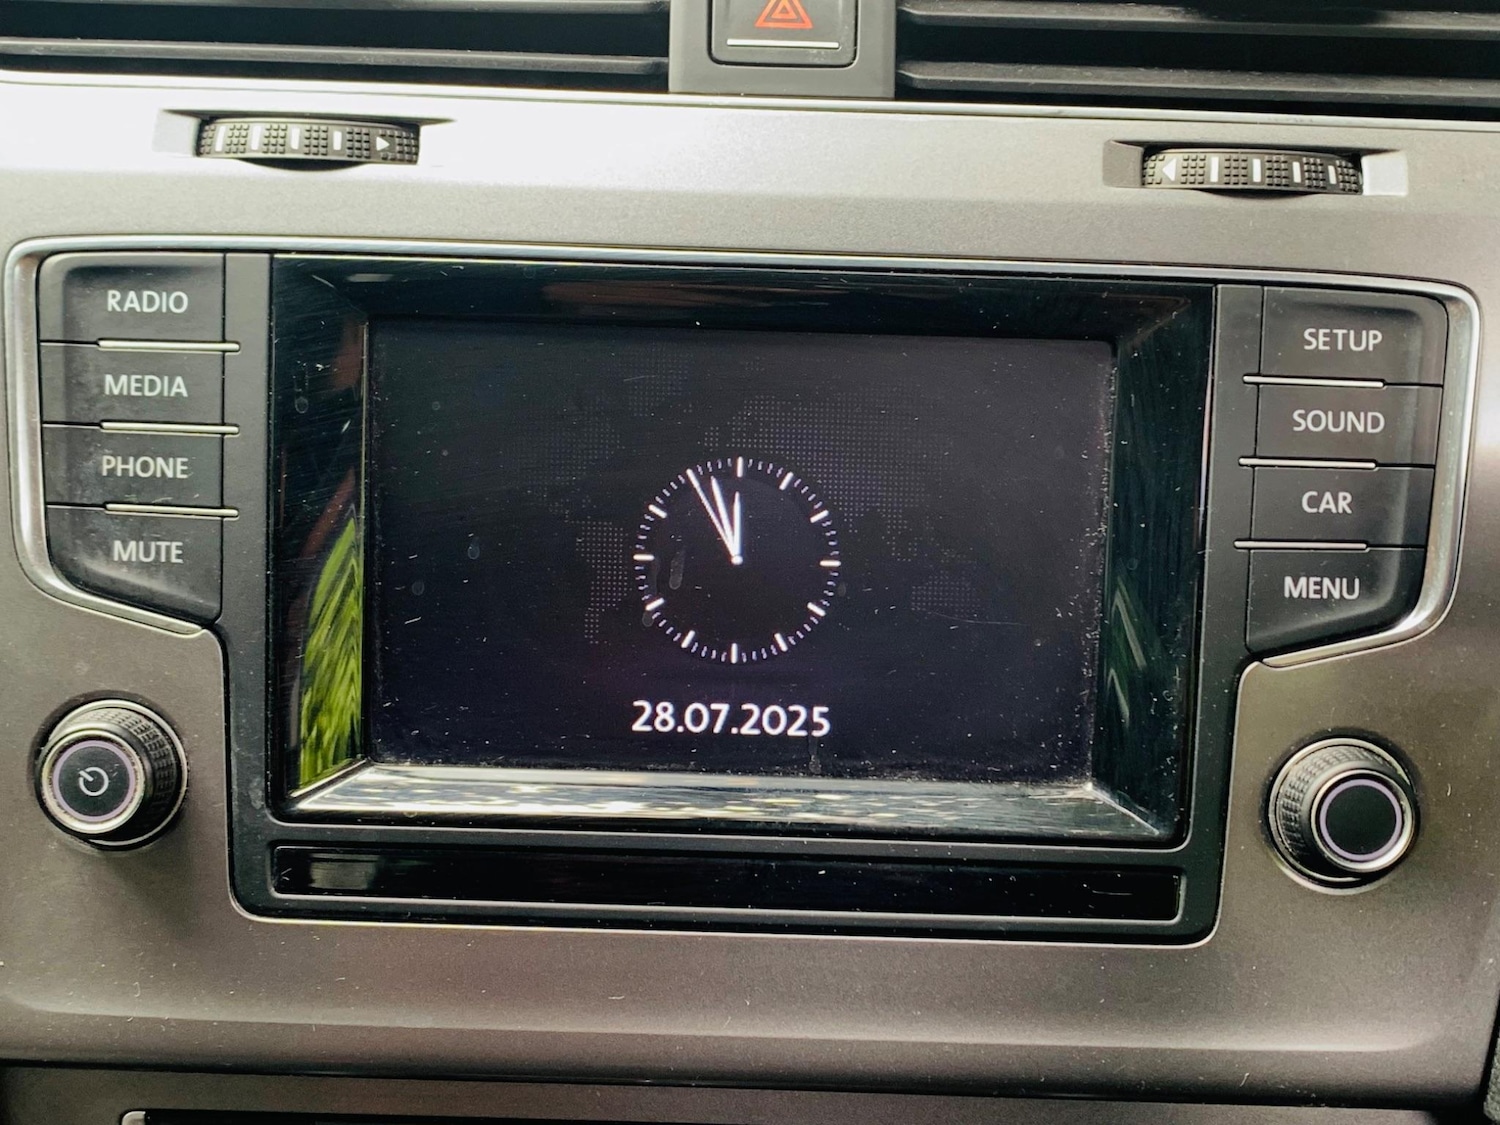 RADIO
MEDIA
PHONE
MUTE
28.07.2025
SETUP
SOUND
CAR
MENU